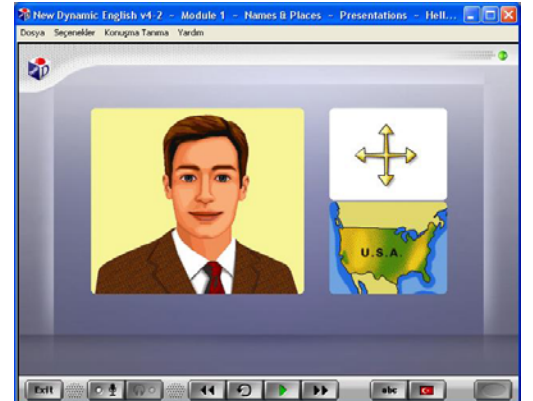 New Dynamic English v4-2 - Module 1 - Names & Places - Presentations - Hell...
Dosya Seçenekler Konuşma Tanıma Yardım
U.S.A.
Exit abc